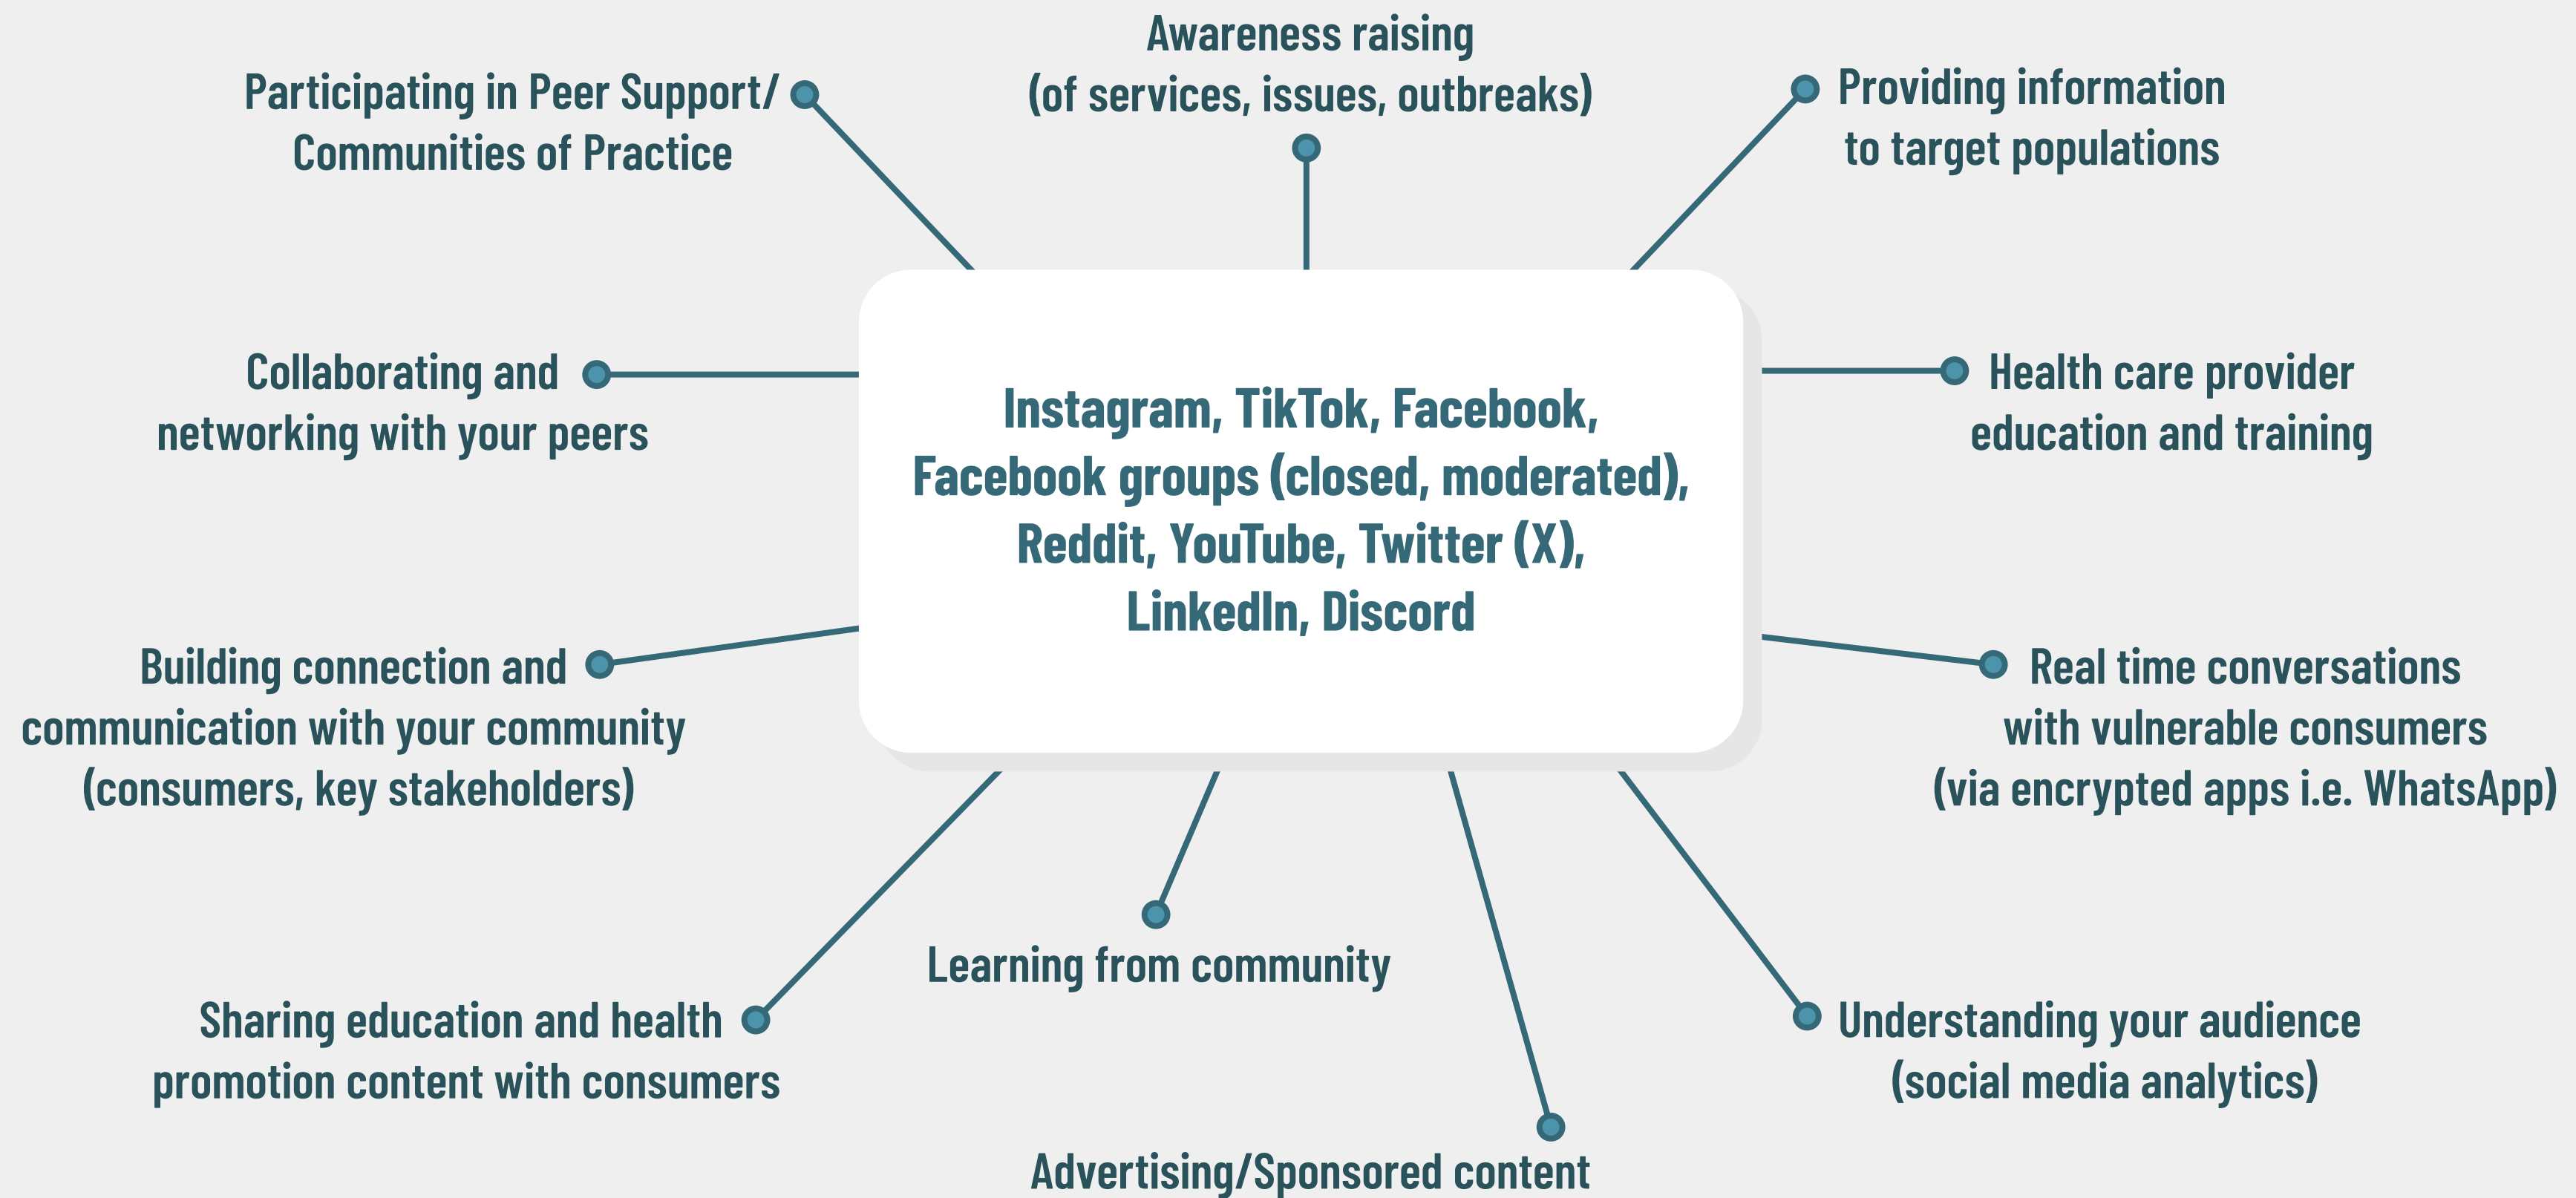 Awareness raising
(of services, issues, outbreaks)
Participating in Peer Support/
Communities of Practice
Providing information
to target populations
Collaborating and
networking with your peers
Health care provider
education and training
Instagram, TikTok, Facebook,
Facebook groups (closed, moderated),
Reddit, YouTube, Twitter (X),
LinkedIn, Discord
Building connection and
communication with your community
(consumers, key stakeholders)
Real time conversations
with vulnerable consumers
(via encrypted apps i.e. WhatsApp)
Learning from community
Sharing education and health
promotion content with consumers
Understanding your audience
(social media analytics)
Advertising/Sponsored content